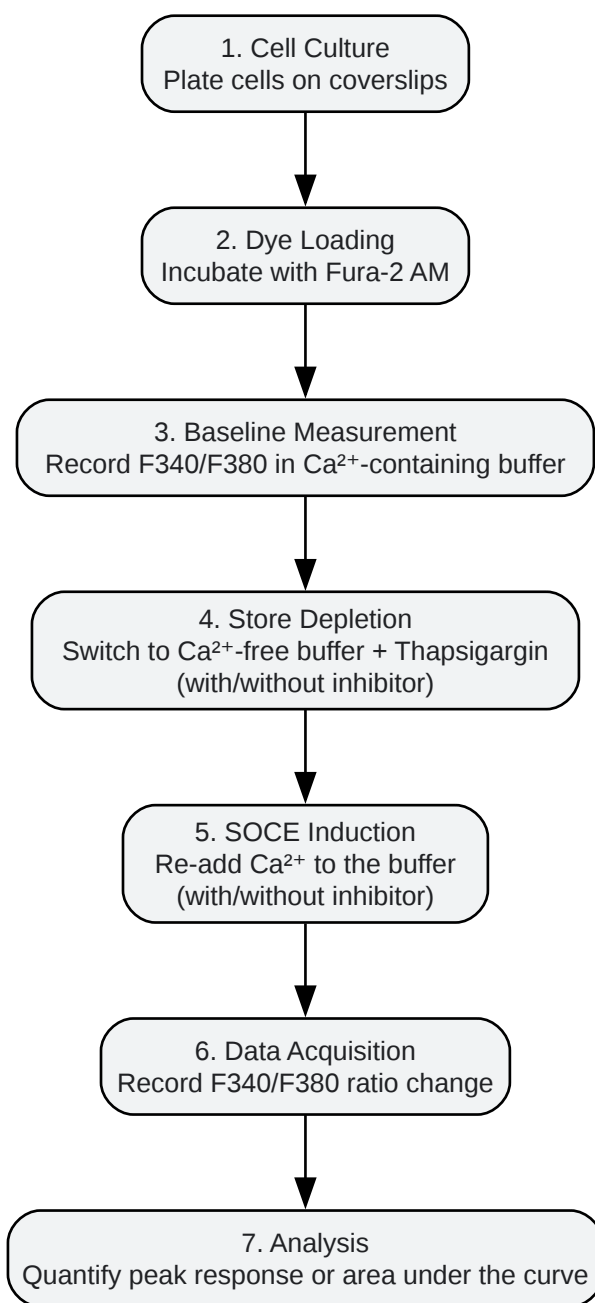 1. Cell Culture
Plate cells on coverslips
2. Dye Loading
Incubate with Fura-2 AM
3. Baseline Measurement
Record F340/F380 in Ca²⁺-containing buffer
4. Store Depletion
Switch to Ca²⁺-free buffer + Thapsigargin
(with/without inhibitor)
5. SOCE Induction
Re-add Ca²⁺ to the buffer
(with/without inhibitor)
6. Data Acquisition
Record F340/F380 ratio change
7. Analysis
Quantify peak response or area under the curve